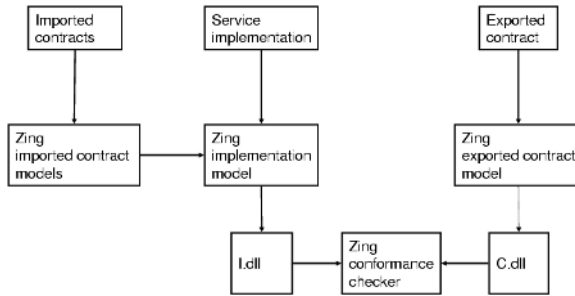 Imported
contracts
Service
implementation
Exported
contract
Zing
imported contract
models
Zing
implementation
model
Zing
exported contract
model
I.dll
Zing
conformance
checker
C.dll